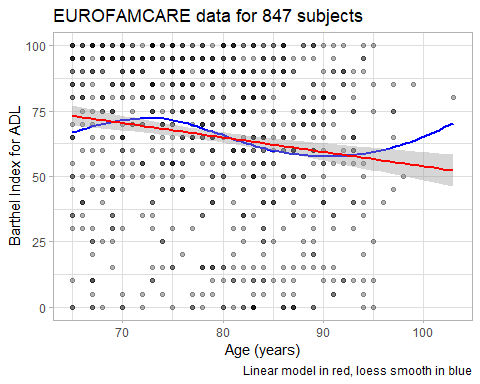 EUROFAMCARE data for 847 subjects
100
75
50
25
0
Barthel Index for ADL
70 80 90 100
Age (years)
Linear model in red, loess smooth in blue